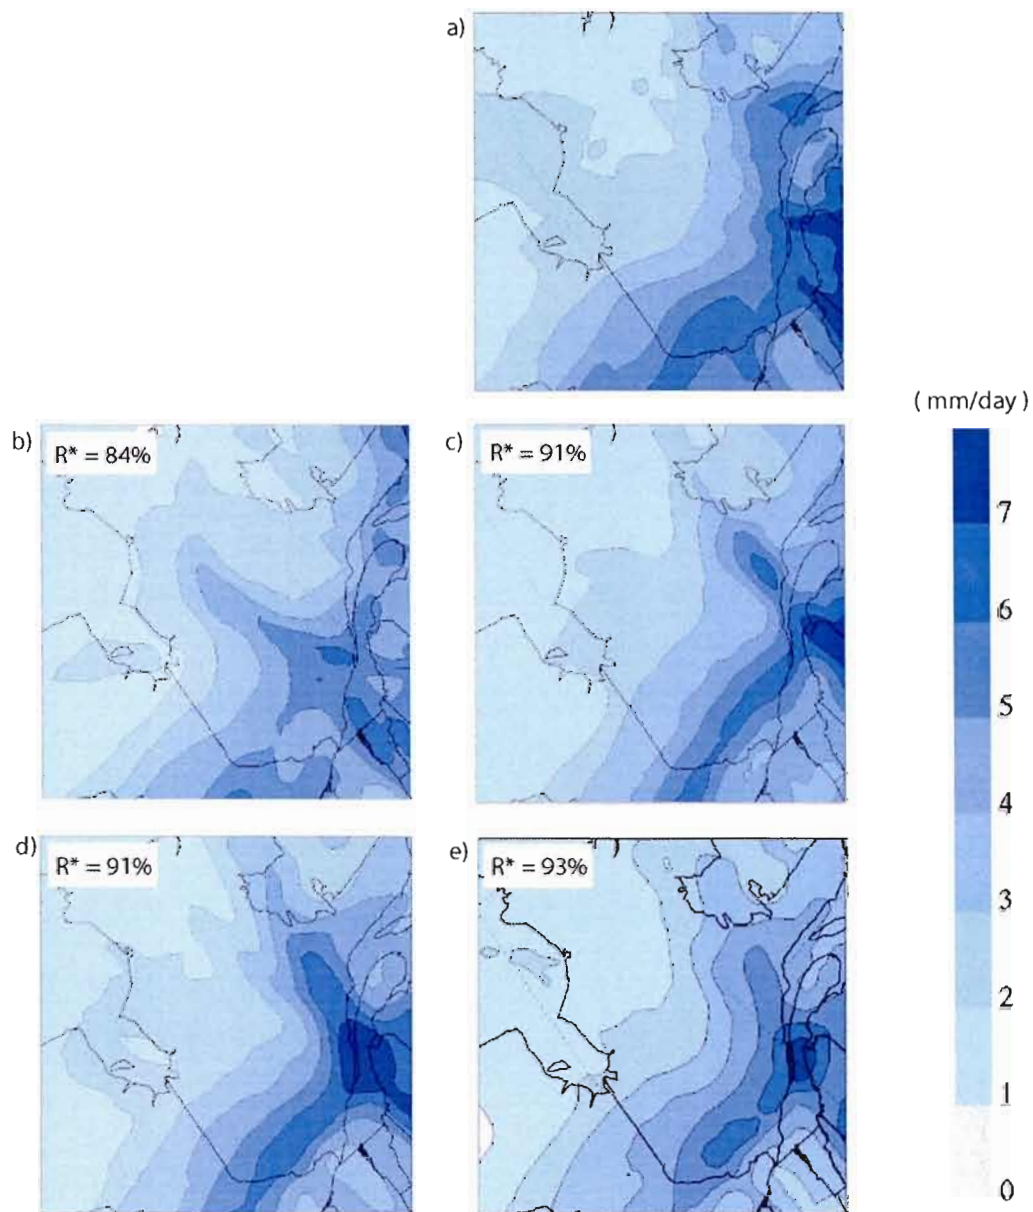 a)
( mm/day )
b)
R* = 84%
c)
R* = 91%
7
6
5
4
3
2
1
0
d)
R* = 91%
e)
R* = 93%